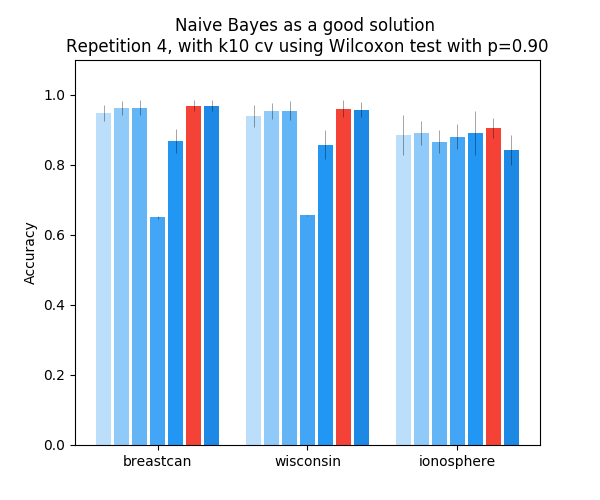 Naive Bayes as a good solution
Repetition 4, with k10 cv using Wilcoxon test with p=0.90
1.0
0.8
0.6
0.4
0.2
0.0
Accuracy
breastcan wisconsin ionosphere